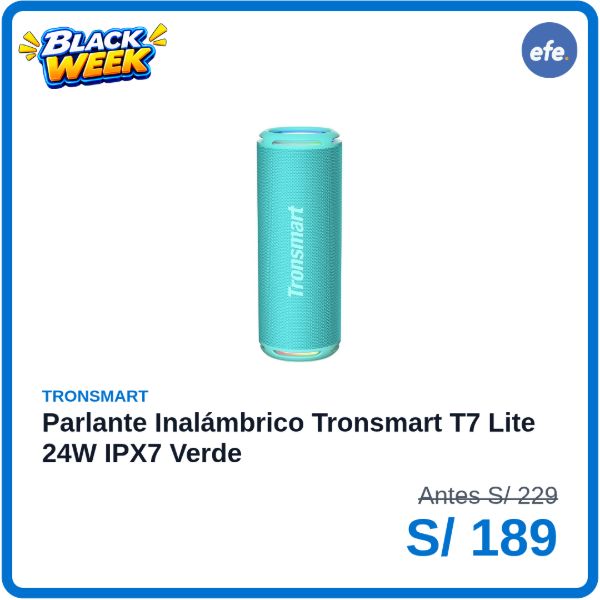 BLACK
WEEK
efe.
Tronsmart
TRONSMART
Parlante Inalámbrico Tronsmart T7 Lite
24W IPX7 Verde
Antes S/ 229
S/ 189